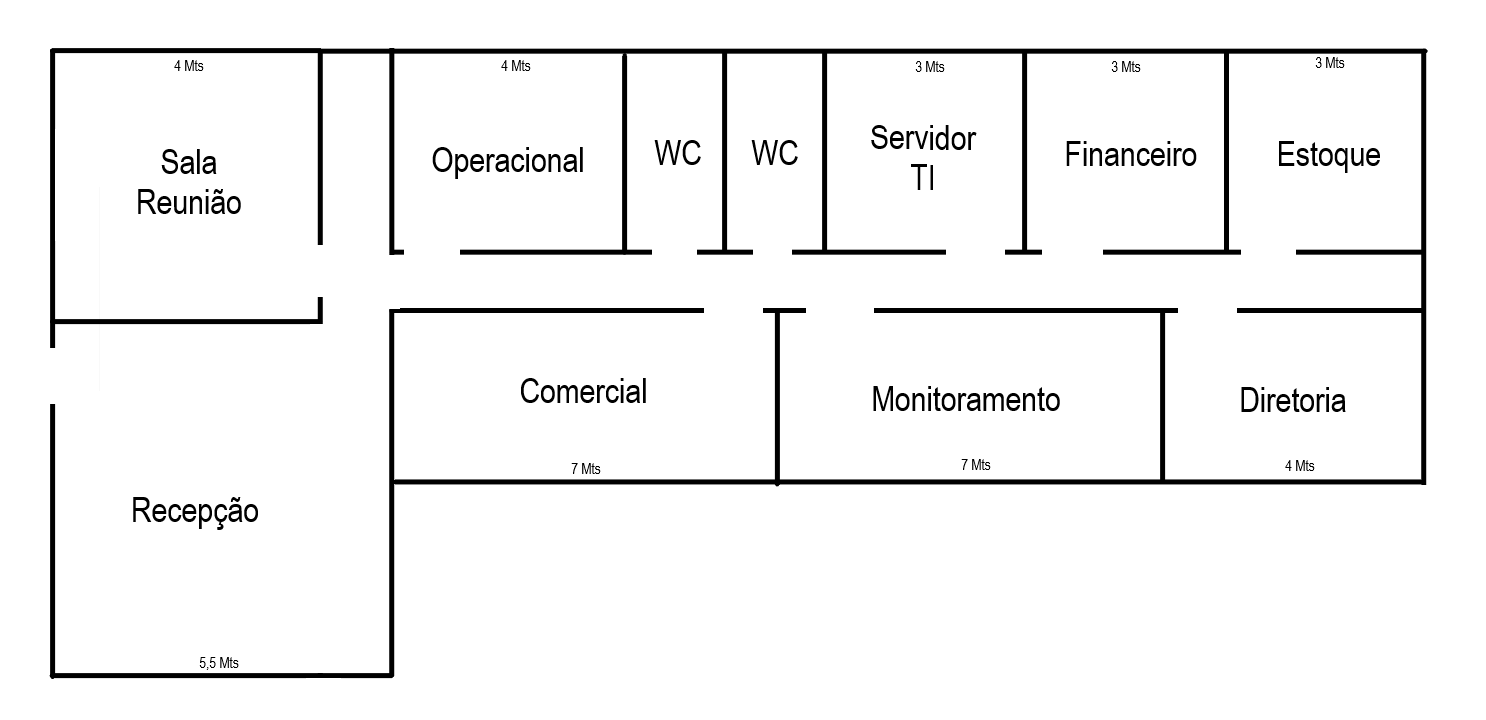 4 Mts
4 Mts
3 Mts
3 Mts
3 Mts
Sala
Reunião
Operacional
WC
WC
Servidor
TI
Financeiro
Estoque
Comercial
Monitoramento
Diretoria
7 Mts
7 Mts
4 Mts
Recepção
5,5 Mts